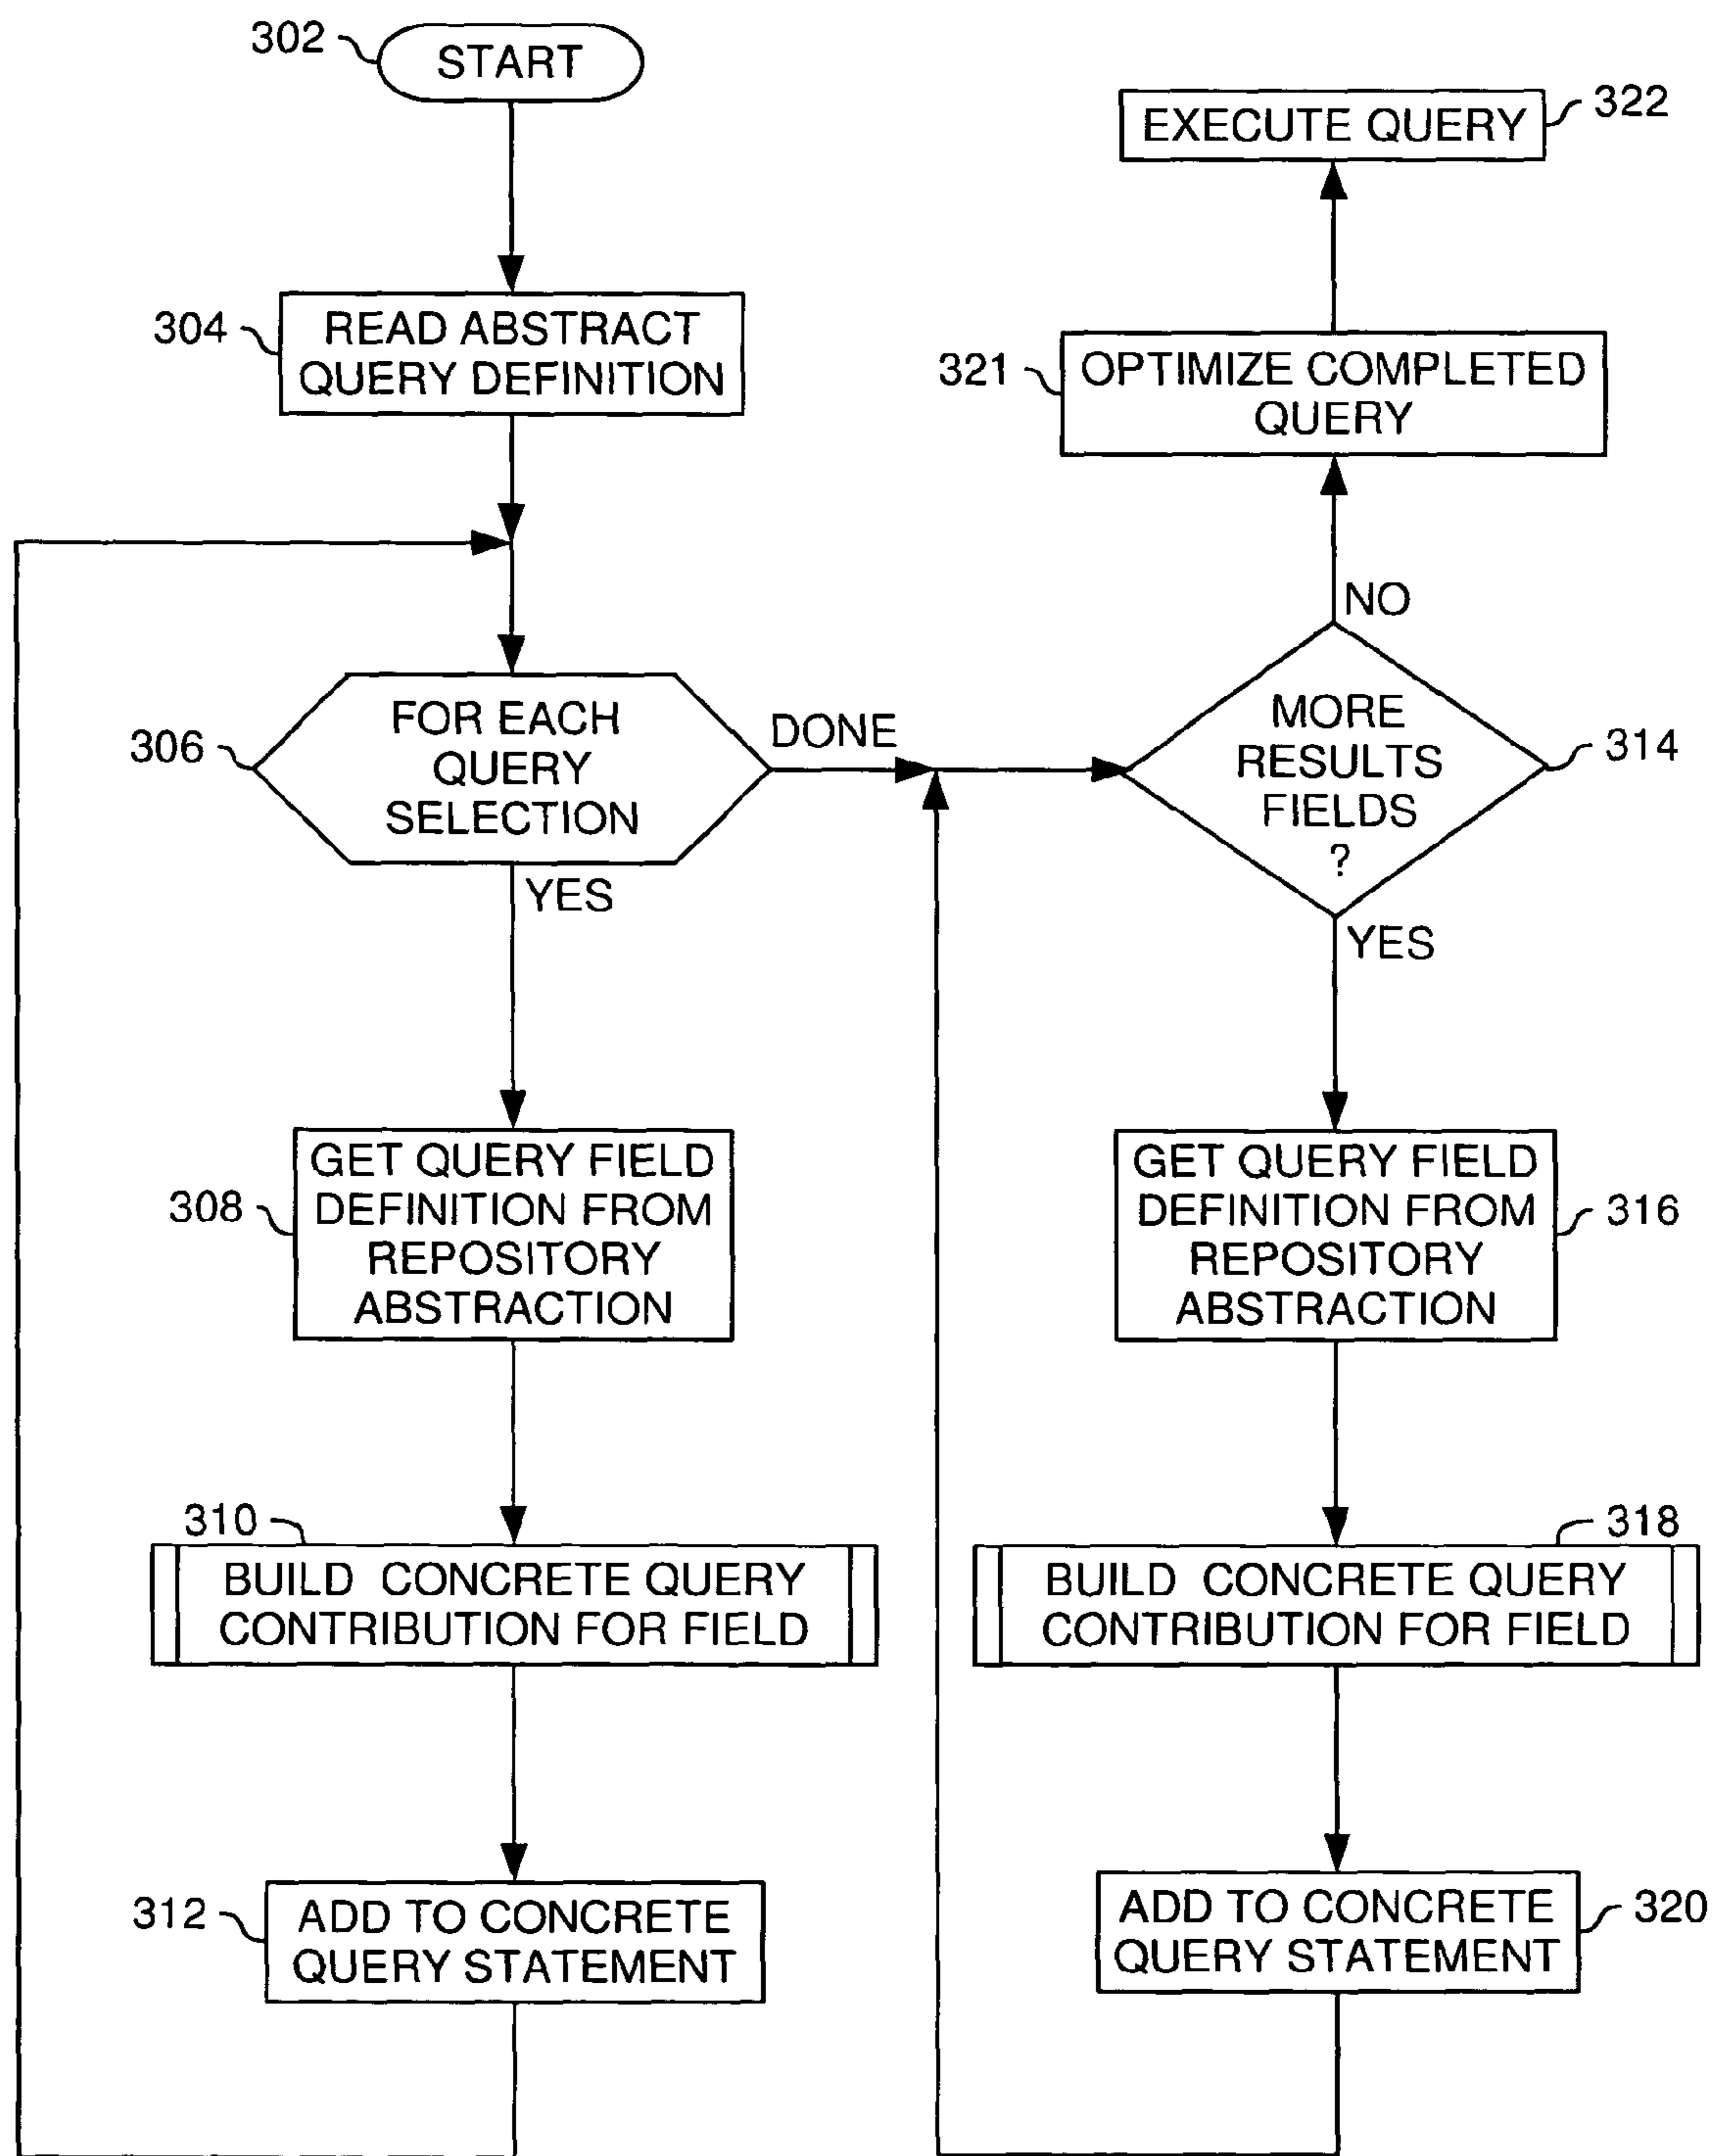 302
START
304
READ ABSTRACT
QUERY DEFINITION
306
FOR EACH
QUERY
SELECTION
DONE
YES
308
GET QUERY FIELD
DEFINITION FROM
REPOSITORY
ABSTRACTION
310
BUILD CONCRETE QUERY
CONTRIBUTION FOR FIELD
312
ADD TO CONCRETE
QUERY STATEMENT
322
EXECUTE QUERY
321
OPTIMIZE COMPLETED
QUERY
NO
314
MORE
RESULTS
FIELDS
?
YES
316
GET QUERY FIELD
DEFINITION FROM
REPOSITORY
ABSTRACTION
318
BUILD CONCRETE QUERY
CONTRIBUTION FOR FIELD
320
ADD TO CONCRETE
QUERY STATEMENT